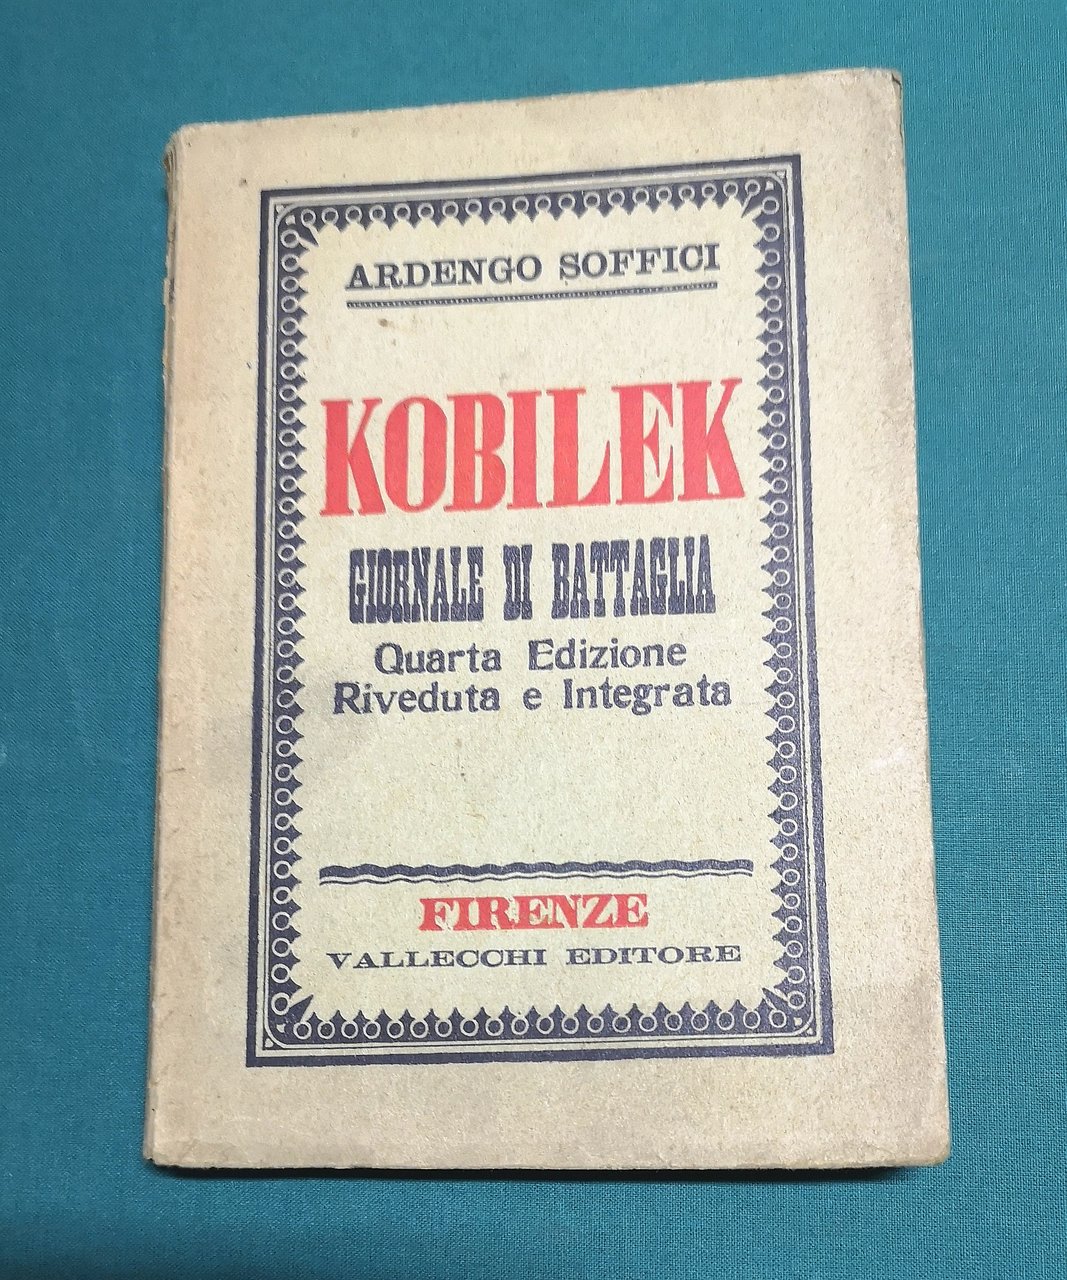 ARDENGO SOFFICI
KOBILEK
GIORNALE DI BATTAGLIA
Quarta Edizione
Riveduta e Integrata
FIRENZE
VALLECCHI EDITORE